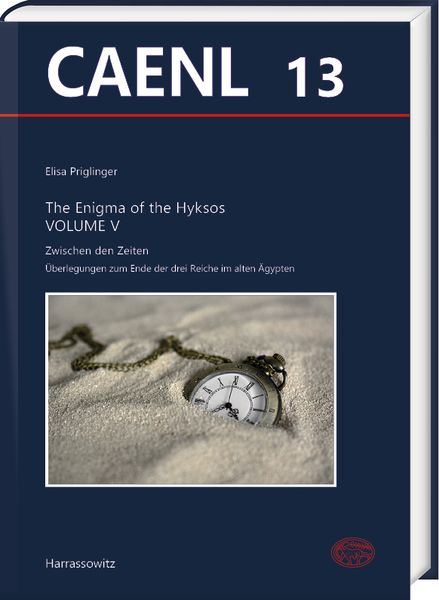 CAENL 13
Elisa Priglinger
The Enigma of the Hyksos
VOLUME V
Zwischen den Zeiten
Überlegungen zum Ende der drei Reiche im alten Ägypten
Harrassowitz